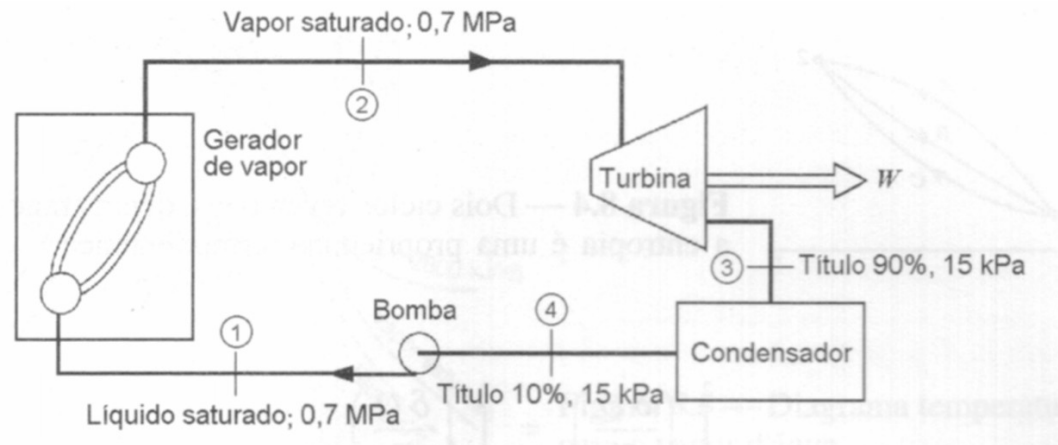 Vapor saturado; 0,7 MPa
2
Gerador
de vapor
Turbina
W
3
Título 90%, 15 kPa
Bomba
4
Condensador
1
Título 10%, 15 kPa
Líquido saturado; 0,7 MPa